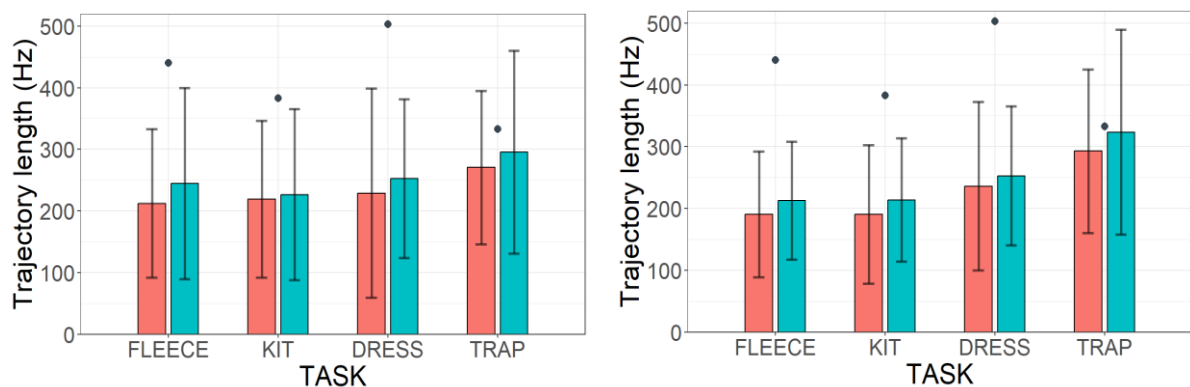 Trajectory length (Hz)
500
400
300
200
100
0
FLEECE KIT DRESS TRAP
TASK
Trajectory length (Hz)
500
400
300
200
100
0
FLEECE KIT DRESS TRAP
TASK